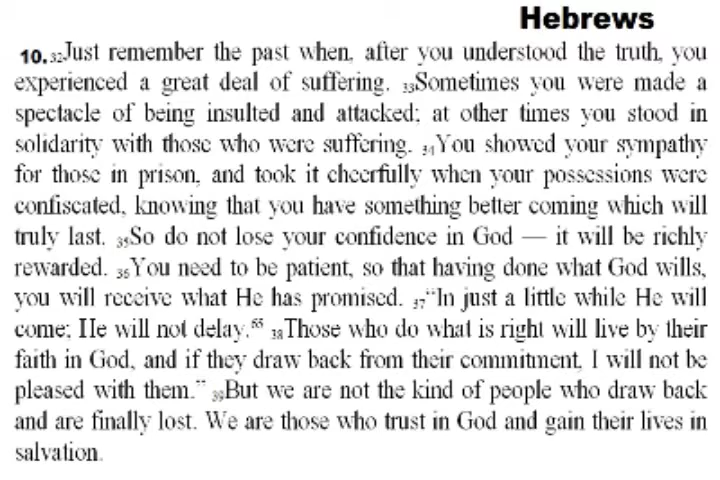 Hebrews
10.32Just remember the past when, after you understood the truth, you
experienced a great deal of suffering. 33Sometimes you were made a
spectacle of being insulted and attacked; at other times you stood in
solidarity with those who were suffering. 34You showed your sympathy
for those in prison, and took it cheerfully when your possessions were
confiscated, knowing that you have something better coming which will
truly last. 35So do not lose your confidence in God — it will be richly
rewarded. 36You need to be patient, so that having done what God wills,
you will receive what He has promised. 37“In just a little while He will
come; He will not delay.“ 38Those who do what is right will live by their
faith in God, and if they draw back from their commitment, I will not be
pleased with them.” 39But we are not the kind of people who draw back
and are finally lost. We are those who trust in God and gain their lives in
salvation.